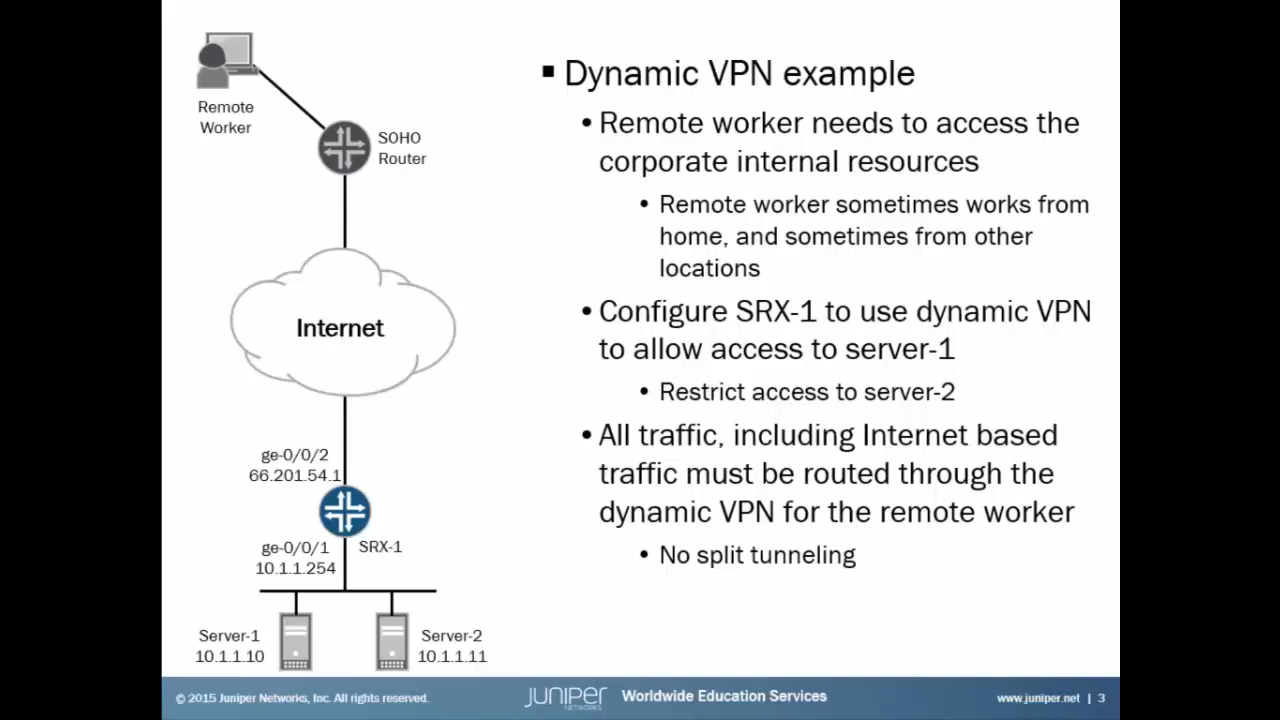 Remote
Worker
SOHO
Router
Internet
ge-0/0/2
66.201.54.1
ge-0/0/1
10.1.1.254
SRX-1
Server-1
10.1.1.10
Server-2
10.1.1.11
▪ Dynamic VPN example
• Remote worker needs to access the
corporate internal resources
• Remote worker sometimes works from
home, and sometimes from other
locations
• Configure SRX-1 to use dynamic VPN
to allow access to server-1
• Restrict access to server-2
• All traffic, including Internet based
traffic must be routed through the
dynamic VPN for the remote worker
• No split tunneling
© 2015 Juniper Networks, Inc. All rights reserved.
JUNIPER
NETWORKS
Worldwide Education Services
www.juniper.net | 3